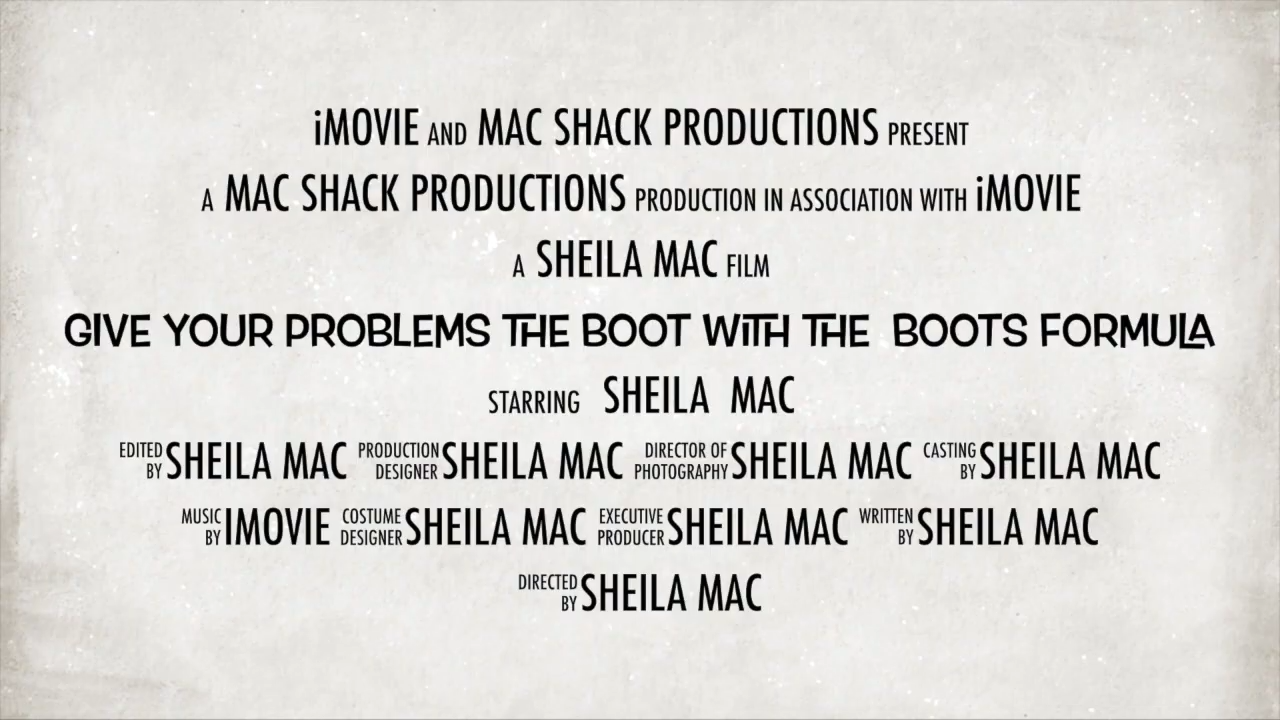 iMOVIE AND MAC SHACK PRODUCTIONS PRESENT
A MAC SHACK PRODUCTIONS PRODUCTION IN ASSOCIATION WITH iMOVIE
A SHEILA MAC FILM
GIVE YOUR PROBLEMS THE BOOT WITH THE BOOTS FORMULA
STARRING SHEILA MAC
EDITED BY SHEILA MAC PRODUCTION DESIGNER SHEILA MAC DIRECTOR OF PHOTOGRAPHY SHEILA MAC CASTING BY SHEILA MAC
MUSIC BY IMOVIE COSTUME DESIGNER SHEILA MAC EXECUTIVE PRODUCER SHEILA MAC WRITTEN BY SHEILA MAC
DIRECTED BY SHEILA MAC